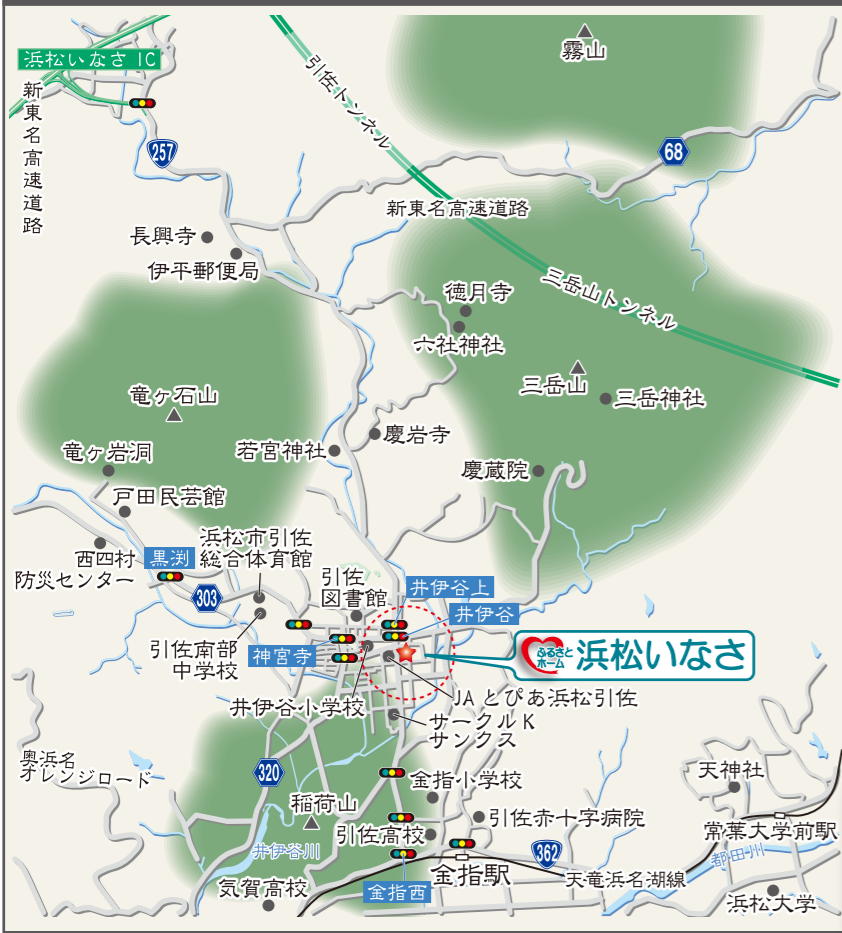 霧山
浜松いなさ IC
引佐トンネル
新東名高速道路
257
68
新東名高速道路
長興寺
伊平郵便局
徳月寺
三岳山トンネル
六社神社
三岳山
三岳神社
竜ヶ石山
慶岩寺
竜ヶ岩洞
若宮神社
慶蔵院
戸田民芸館
浜松市引佐
総合体育館
西四村
防災センター
黒渕
引佐
図書館
井伊谷上
303
井伊谷
引佐南部
中学校
神宮寺
ふるさと
ホーム
浜松いなさ
井伊谷小学校
JA とぴあ浜松引佐
サークル K
サンクス
奥浜名
オレンジロード
320
金指小学校
天神社
稲荷山
引佐赤十字病院
引佐高校
常葉大学前駅
井伊谷川
362
都田川
金指駅
天竜浜名湖線
気賀高校
金指西
浜松大学